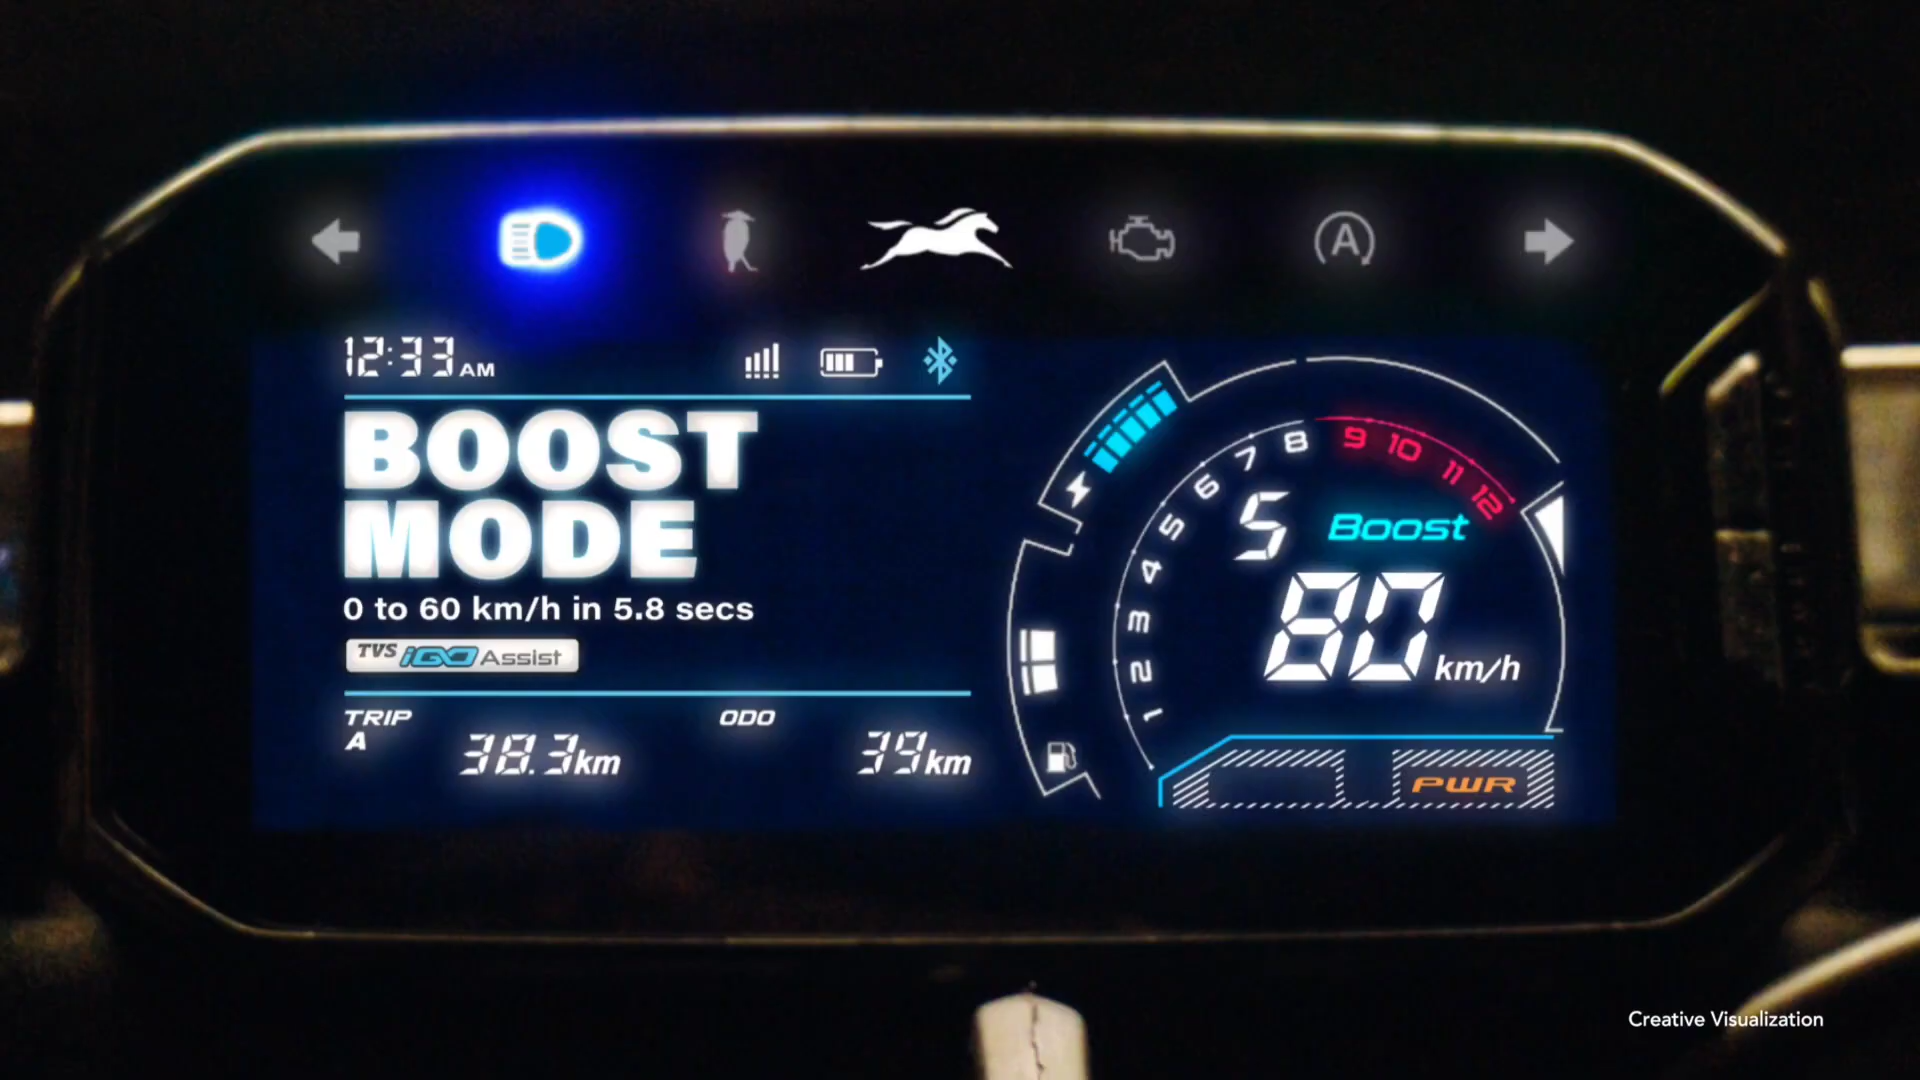 A
12:33 AM
BOOST
MODE
0 to 60 km/h in 5.8 secs
TVS iGO Assist
TRIP
A
38.3km
ODO
39km
1
2
3
4
5
6
7
8
9
10
11
12
5
Boost
80 km/h
PWR
Creative Visualization